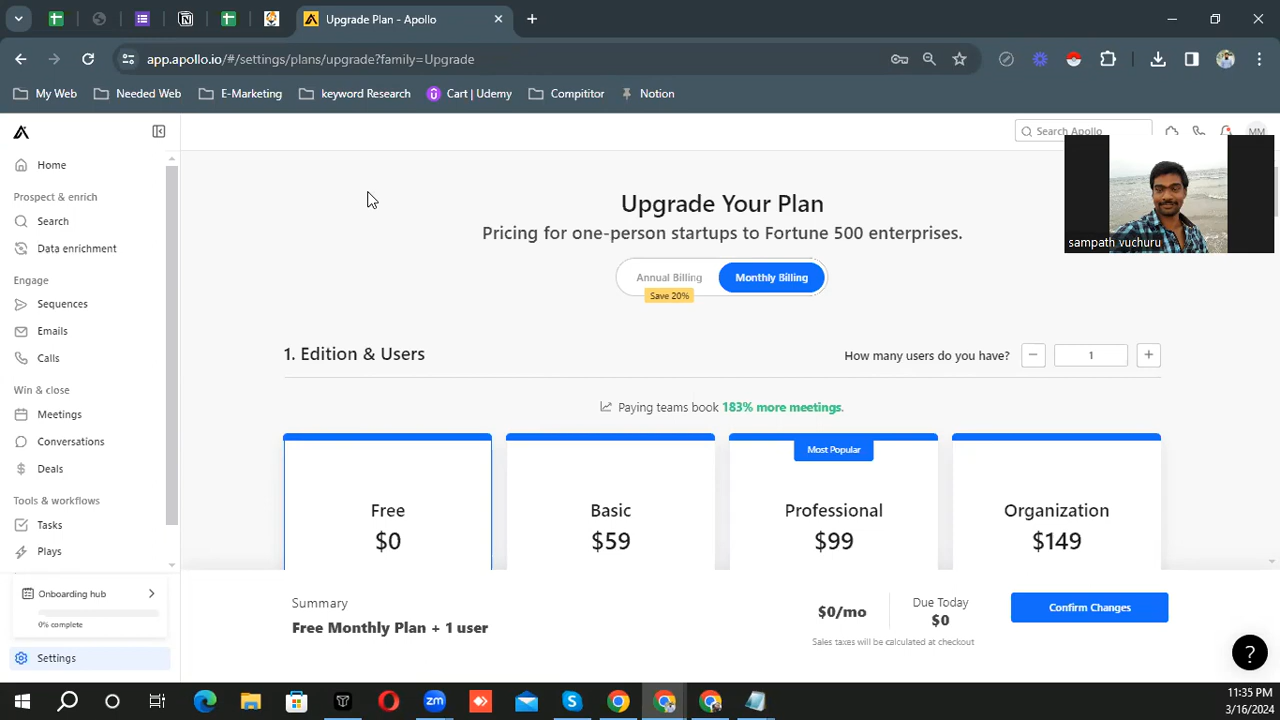 Upgrade Plan - Apollo
app.apollo.io/#/settings/plans/upgrade?family=Upgrade
My Web
Needed Web
E-Marketing
keyword Research
Cart | Udemy
Compititor
Notion
Search Apollo
MM
Home
Prospect & enrich
Search
Data enrichment
Engage
Sequences
Emails
Calls
Win & close
Meetings
Conversations
Deals
Tools & workflows
Tasks
Plays
Onboarding hub
0% complete
Settings
sampath vuchuru
Upgrade Your Plan
Pricing for one-person startups to Fortune 500 enterprises.
Annual Billing
Monthly Billing
Save 20%
1. Edition & Users
How many users do you have?
− 1 +
Paying teams book 183% more meetings.
Most Popular
Free
Basic
Professional
Organization
$0
$59
$99
$149
Summary
Free Monthly Plan + 1 user
$0/mo
Due Today
$0
Sales taxes will be calculated at checkout
Confirm Changes
?
zm
11:35 PM
3/16/2024